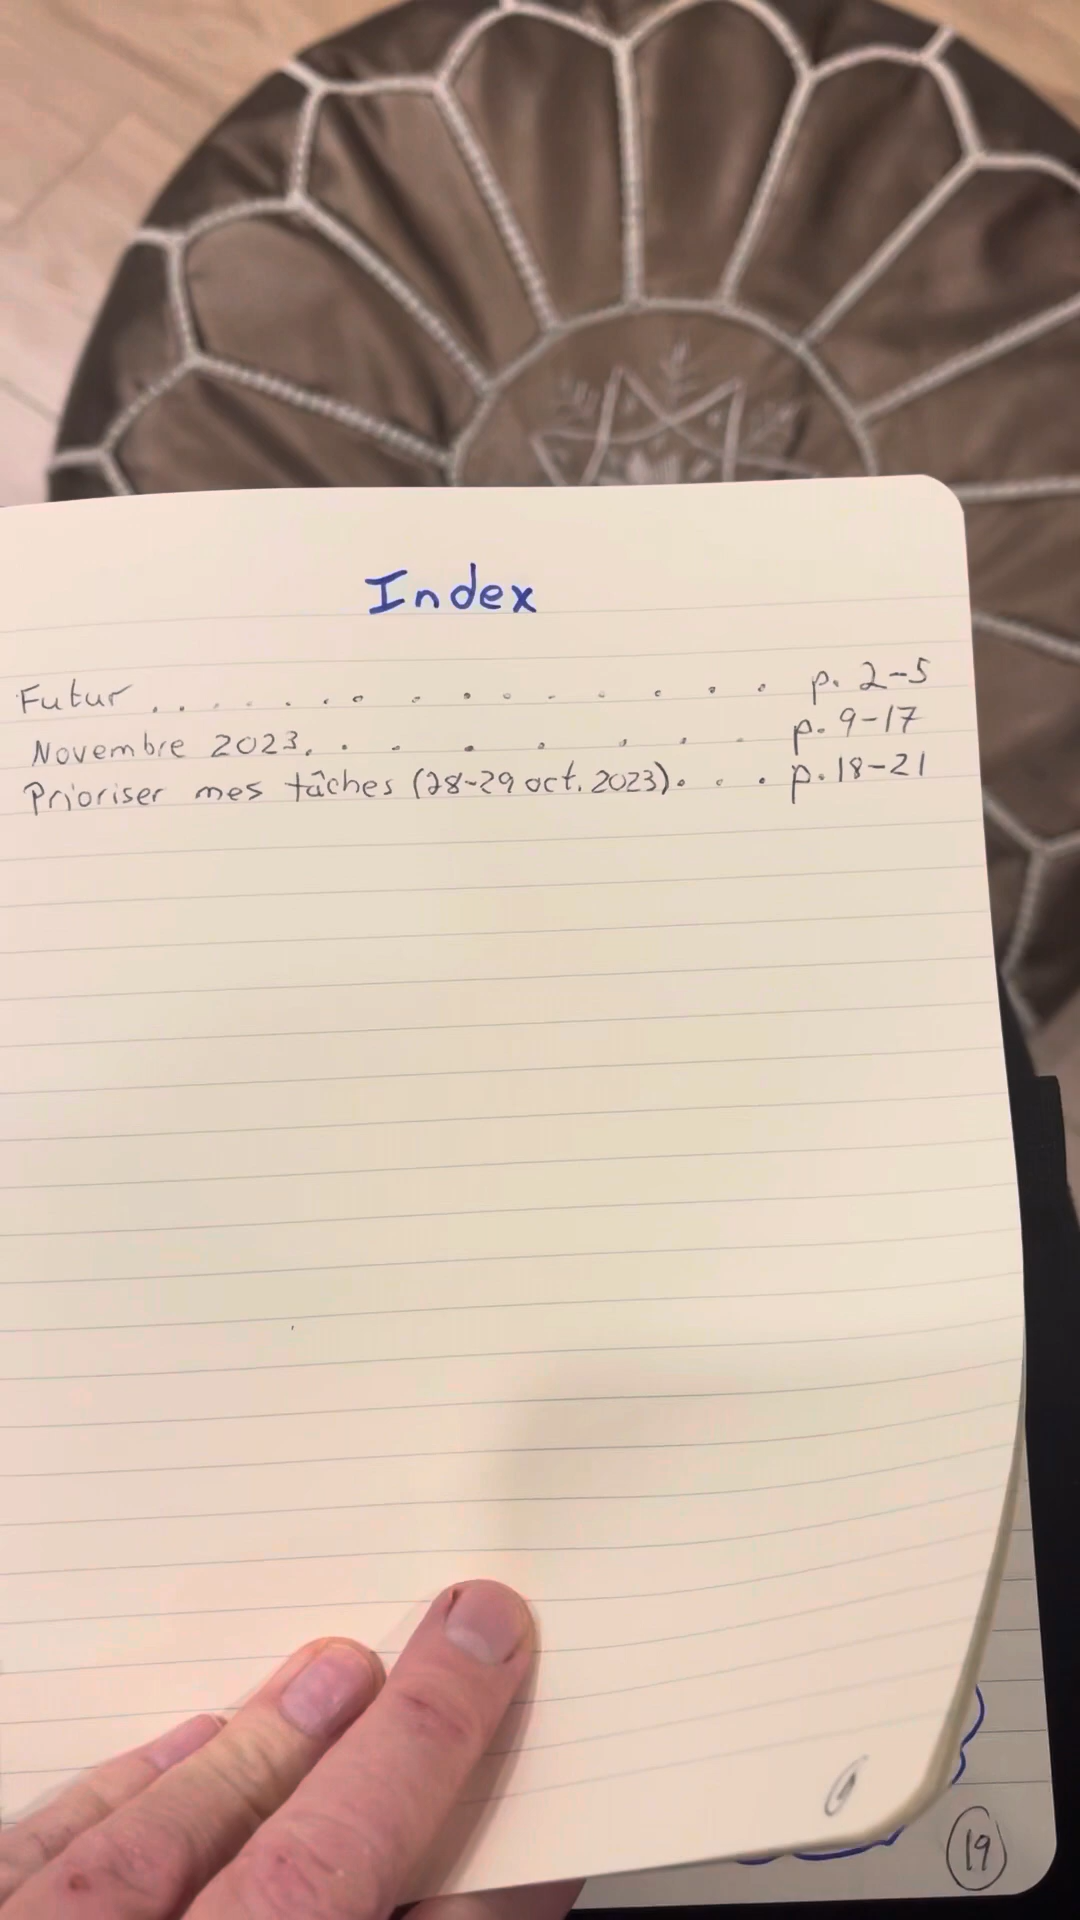 Index
Futur . . . . . . . . . . . . . . p. 2-5
Novembre 2023. . . . . . . . . p. 9-17
Prioriser mes tâches (28-29 oct. 2023). . . p. 18-21
19